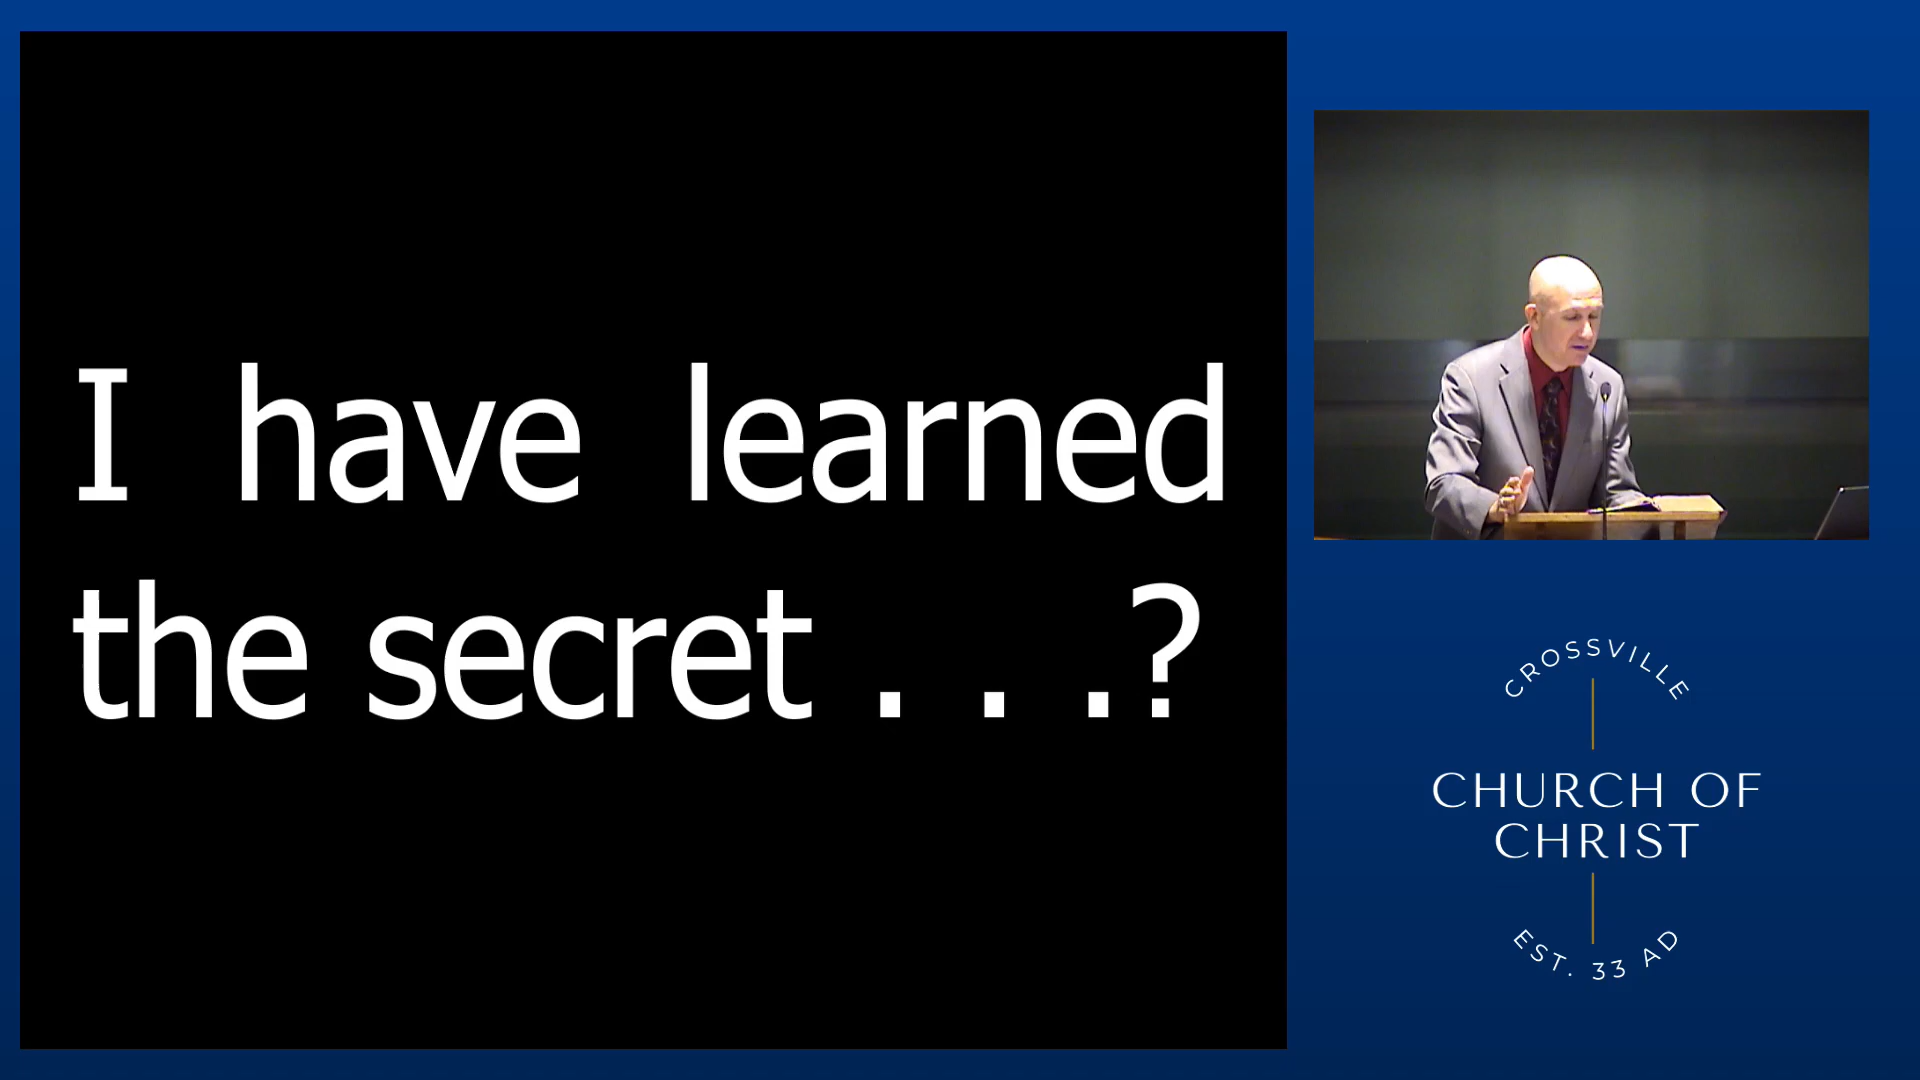 I have learned
the secret . . .?
CROSSVILLE
CHURCH OF
CHRIST
EST. 33 AD